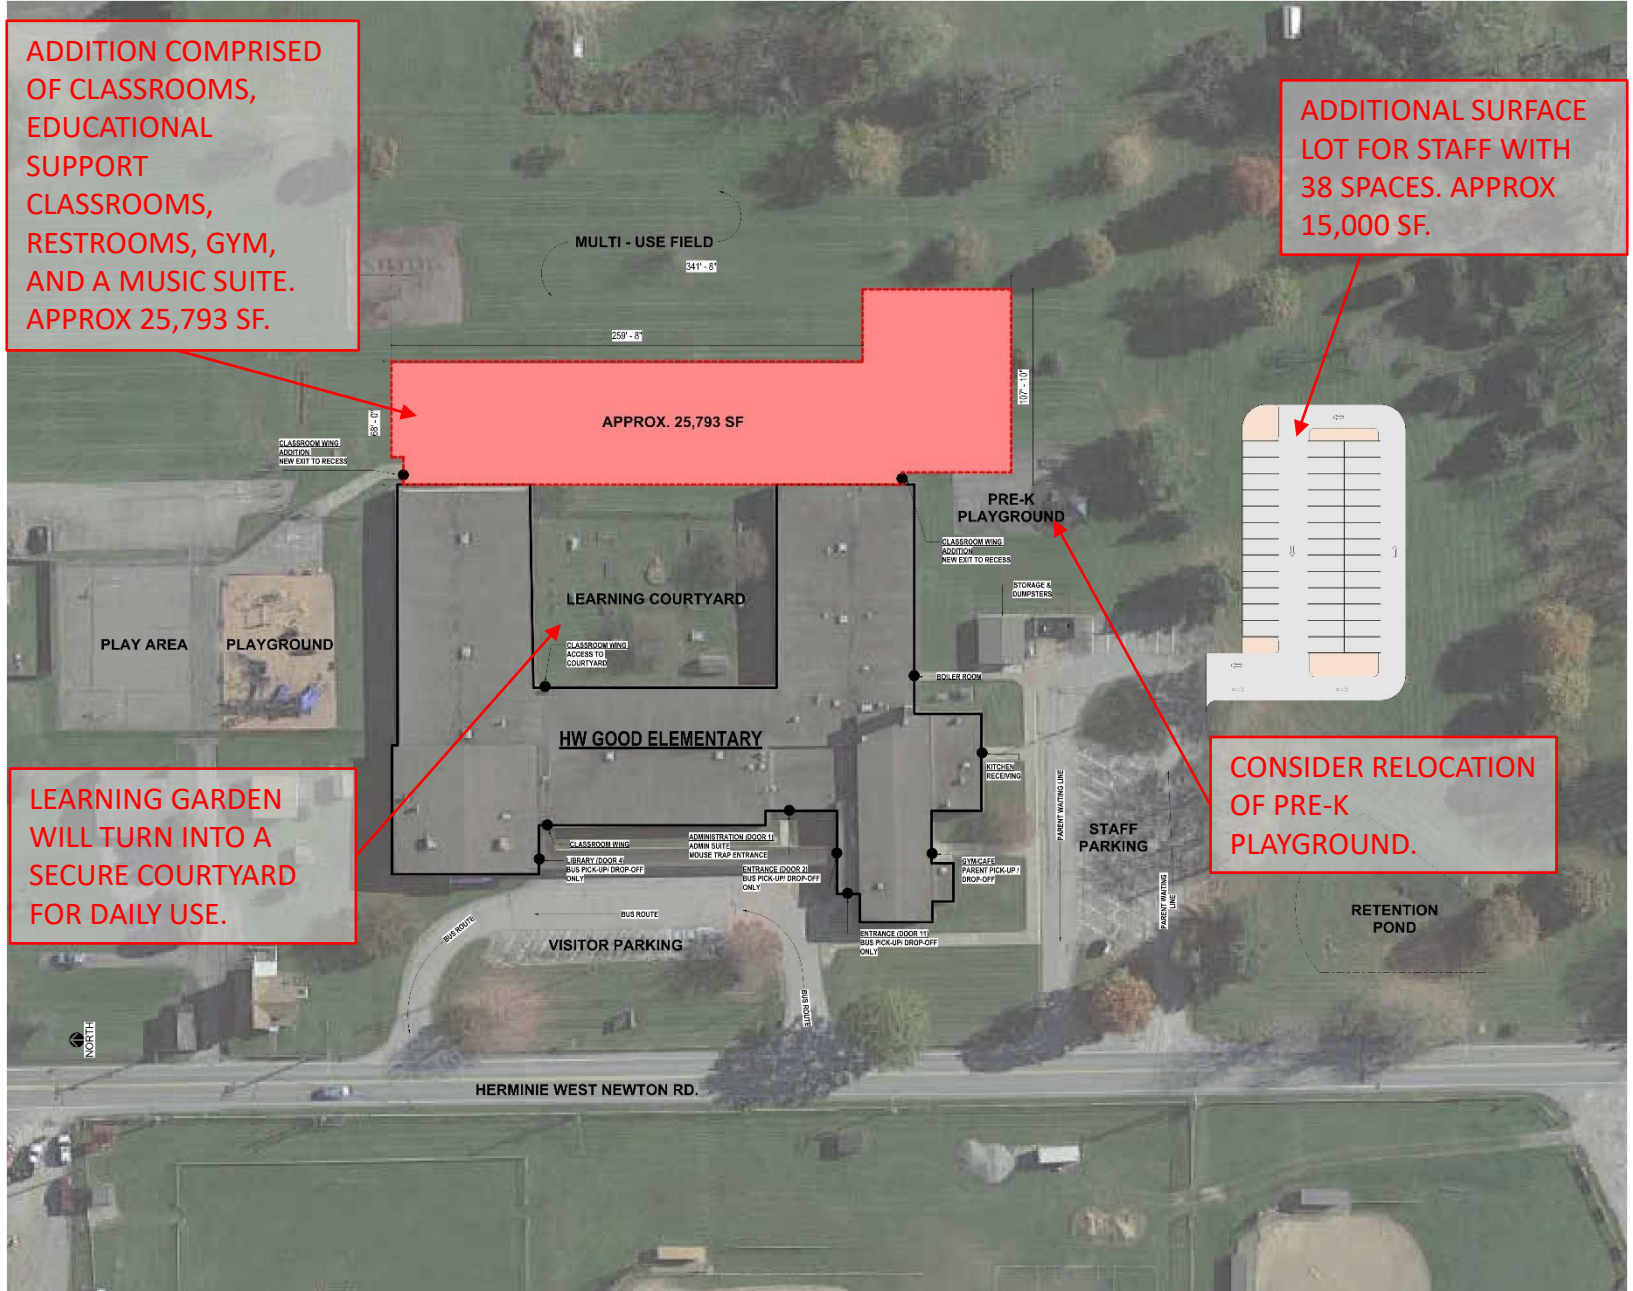 ADDITION COMPRISED
OF CLASSROOMS,
EDUCATIONAL
SUPPORT
CLASSROOMS,
RESTROOMS, GYM,
AND A MUSIC SUITE.
APPROX 25,793 SF.
ADDITIONAL SURFACE
LOT FOR STAFF WITH
38 SPACES. APPROX
15,000 SF.
MULTI - USE FIELD
341' - 8"
259' - 8"
107' - 10"
68' - 0"
APPROX. 25,793 SF
CLASSROOM WING
ADDITION
NEW EXIT TO RECESS
PRE-K
PLAYGROUND
CLASSROOM WING
ADDITION
NEW EXIT TO RECESS
STORAGE &
DUMPSTERS
LEARNING COURTYARD
PLAY AREA
PLAYGROUND
CLASSROOM WING
ACCESS TO
COURTYARD
BOILER ROOM
HW GOOD ELEMENTARY
KITCHEN
RECEIVING
LEARNING GARDEN
WILL TURN INTO A
SECURE COURTYARD
FOR DAILY USE.
CONSIDER RELOCATION
OF PRE-K
PLAYGROUND.
PARENT WAITING LINE
STAFF
PARKING
PARENT WAITING
LINE
CLASSROOM WING
LIBRARY (DOOR 4)
BUS PICK-UP/ DROP-OFF
ONLY
ADMINISTRATION (DOOR 1)
ADMIN SUITE
MOUSE TRAP ENTRANCE
ENTRANCE (DOOR 2)
BUS PICK-UP/ DROP-OFF
ONLY
GYM/CAFE
PARENT PICK-UP /
DROP-OFF
RETENTION
POND
BUS ROUTE
BUS ROUTE
VISITOR PARKING
ENTRANCE (DOOR 11)
BUS PICK-UP/ DROP-OFF
ONLY
BUS ROUTE
NORTH
HERMINIE WEST NEWTON RD.